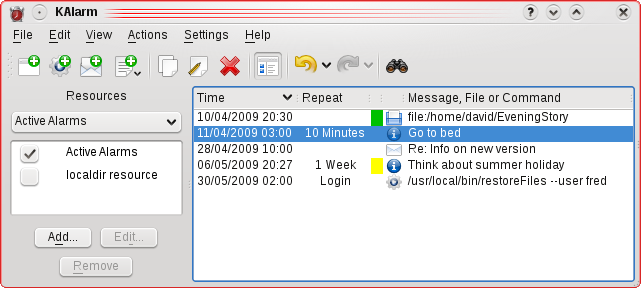 KAlarm
File Edit View Actions Settings Help
Resources
Active Alarms
Active Alarms
localdir resource
Add... Edit...
Remove
Time Repeat Message, File or Command
10/04/2009 20:30 file:/home/david/EveningStory
11/04/2009 03:00 10 Minutes Go to bed
28/04/2009 10:00 Re: Info on new version
06/05/2009 20:27 1 Week Think about summer holiday
30/05/2009 02:00 Login /usr/local/bin/restoreFiles --user fred